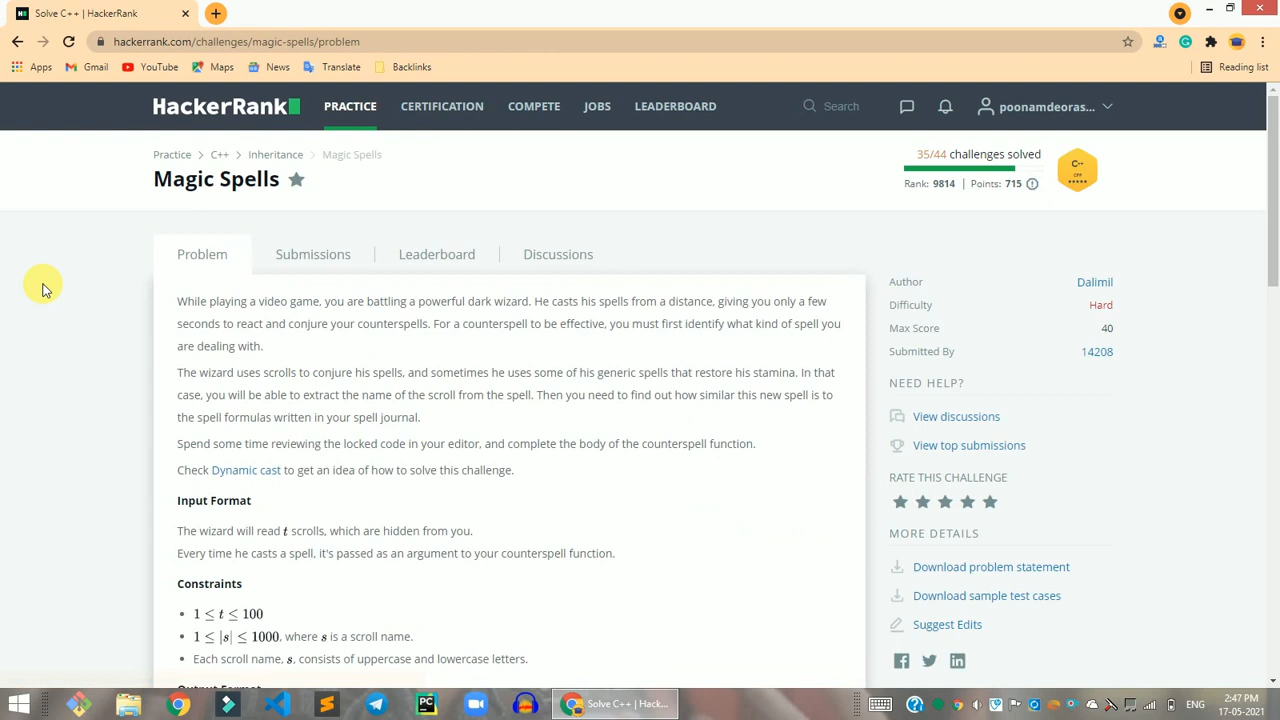 Solve C++ | HackerRank
hackerrank.com/challenges/magic-spells/problem
Apps Gmail YouTube Maps News Translate Backlinks Reading list
HackerRank PRACTICE CERTIFICATION COMPETE JOBS LEADERBOARD Search poonamdeoras...
Practice > C++ > Inheritance > Magic Spells
Magic Spells
35/44 challenges solved
Rank: 9814 | Points: 715
C++
Problem Submissions Leaderboard Discussions
While playing a video game, you are battling a powerful dark wizard. He casts his spells from a distance, giving you only a few
seconds to react and conjure your counterspells. For a counterspell to be effective, you must first identify what kind of spell you
are dealing with.
The wizard uses scrolls to conjure his spells, and sometimes he uses some of his generic spells that restore his stamina. In that
case, you will be able to extract the name of the scroll from the spell. Then you need to find out how similar this new spell is to
the spell formulas written in your spell journal.
Spend some time reviewing the locked code in your editor, and complete the body of the counterspell function.
Check Dynamic cast to get an idea of how to solve this challenge.
Input Format
The wizard will read t scrolls, which are hidden from you.
Every time he casts a spell, it's passed as an argument to your counterspell function.
Constraints
1 ≤ t ≤ 100
1 ≤ |s| ≤ 1000, where s is a scroll name.
Each scroll name, s, consists of uppercase and lowercase letters.
Output Format
Author Dalimil
Difficulty Hard
Max Score 40
Submitted By 14208
NEED HELP?
View discussions
View top submissions
RATE THIS CHALLENGE
MORE DETAILS
Download problem statement
Download sample test cases
Suggest Edits
Solve C++ | Hack...
ENG
2:47 PM
17-05-2021